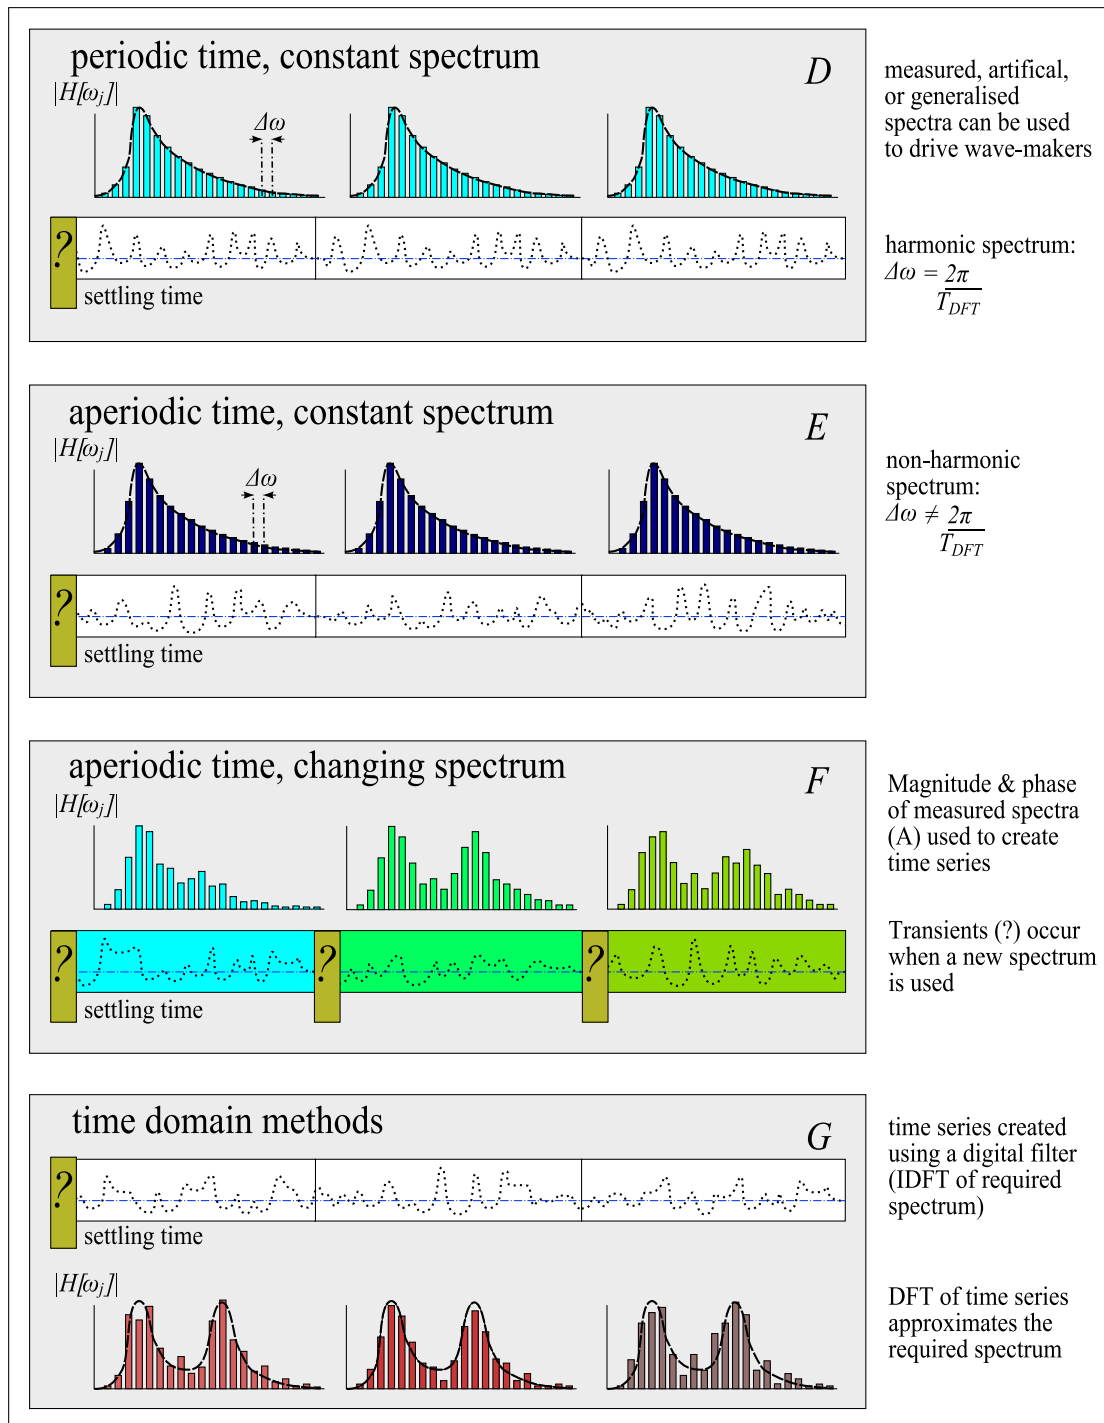 periodic time, constant spectrum
D
|H[ωj]|
Δω
?
settling time
measured, artifical,
or generalised
spectra can be used
to drive wave-makers
harmonic spectrum:
Δω = 2π
TDFT
aperiodic time, constant spectrum
E
|H[ωj]|
Δω
?
settling time
non-harmonic
spectrum:
Δω ≠ 2π
TDFT
aperiodic time, changing spectrum
F
|H[ωj]|
? ? ?
settling time
Magnitude & phase
of measured spectra
(A) used to create
time series
Transients (?) occur
when a new spectrum
is used
time domain methods
G
?
settling time
|H[ωj]|
time series created
using a digital filter
(IDFT of required
spectrum)
DFT of time series
approximates the
required spectrum